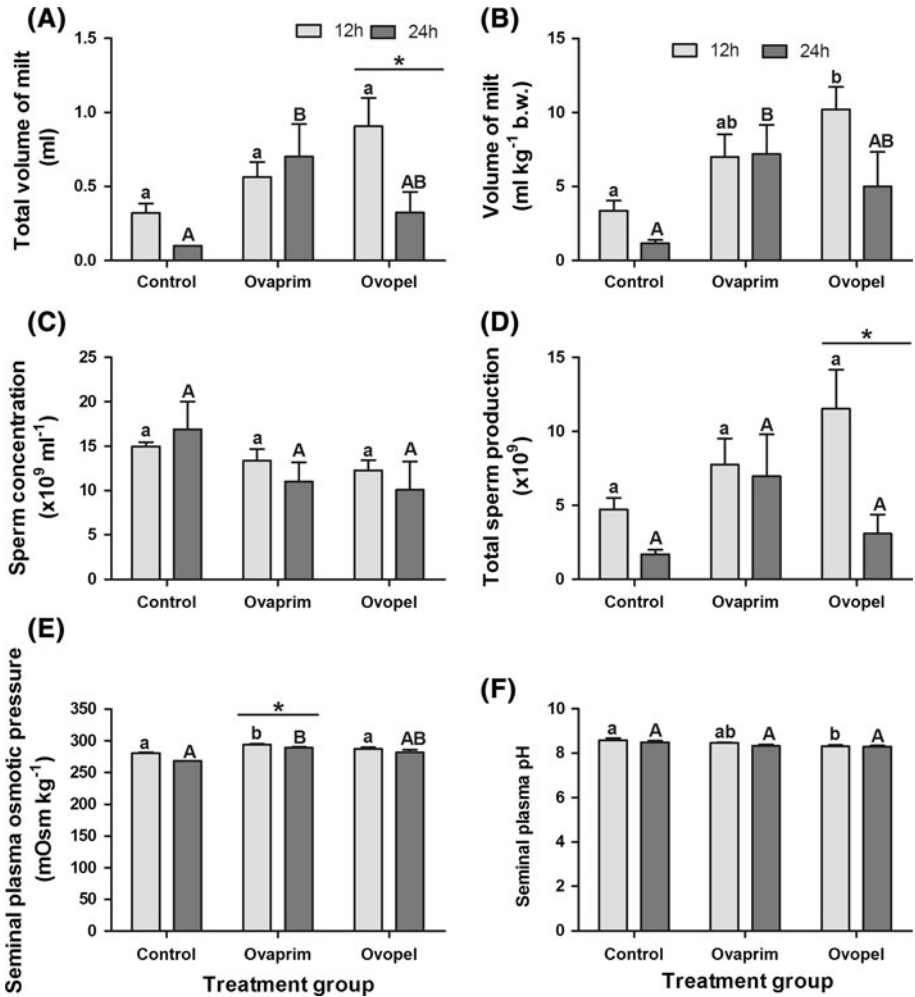 (A)
12h 24h
Total volume of milt
(ml)
1.5
1.0
0.5
0.0
a A a B a AB
*
Control Ovaprim Ovopel
(B)
12h 24h
Volume of milt
(ml kg-1 b.w.)
15
10
5
0
a A ab B b AB
Control Ovaprim Ovopel
(C)
Sperm concentration
(x10⁹ ml⁻¹)
25
20
15
10
5
0
a A a A a A
Control Ovaprim Ovopel
(D)
Total sperm production
(x10⁹)
15
10
5
0
a A a A a A
*
Control Ovaprim Ovopel
(E)
Seminal plasma osmotic pressure
(mOsm kg⁻¹)
350
300
250
200
150
100
50
0
a A b B a AB
*
Control Ovaprim Ovopel
Treatment group
(F)
Seminal plasma pH
10
8
6
4
2
0
a A ab A b A
Control Ovaprim Ovopel
Treatment group